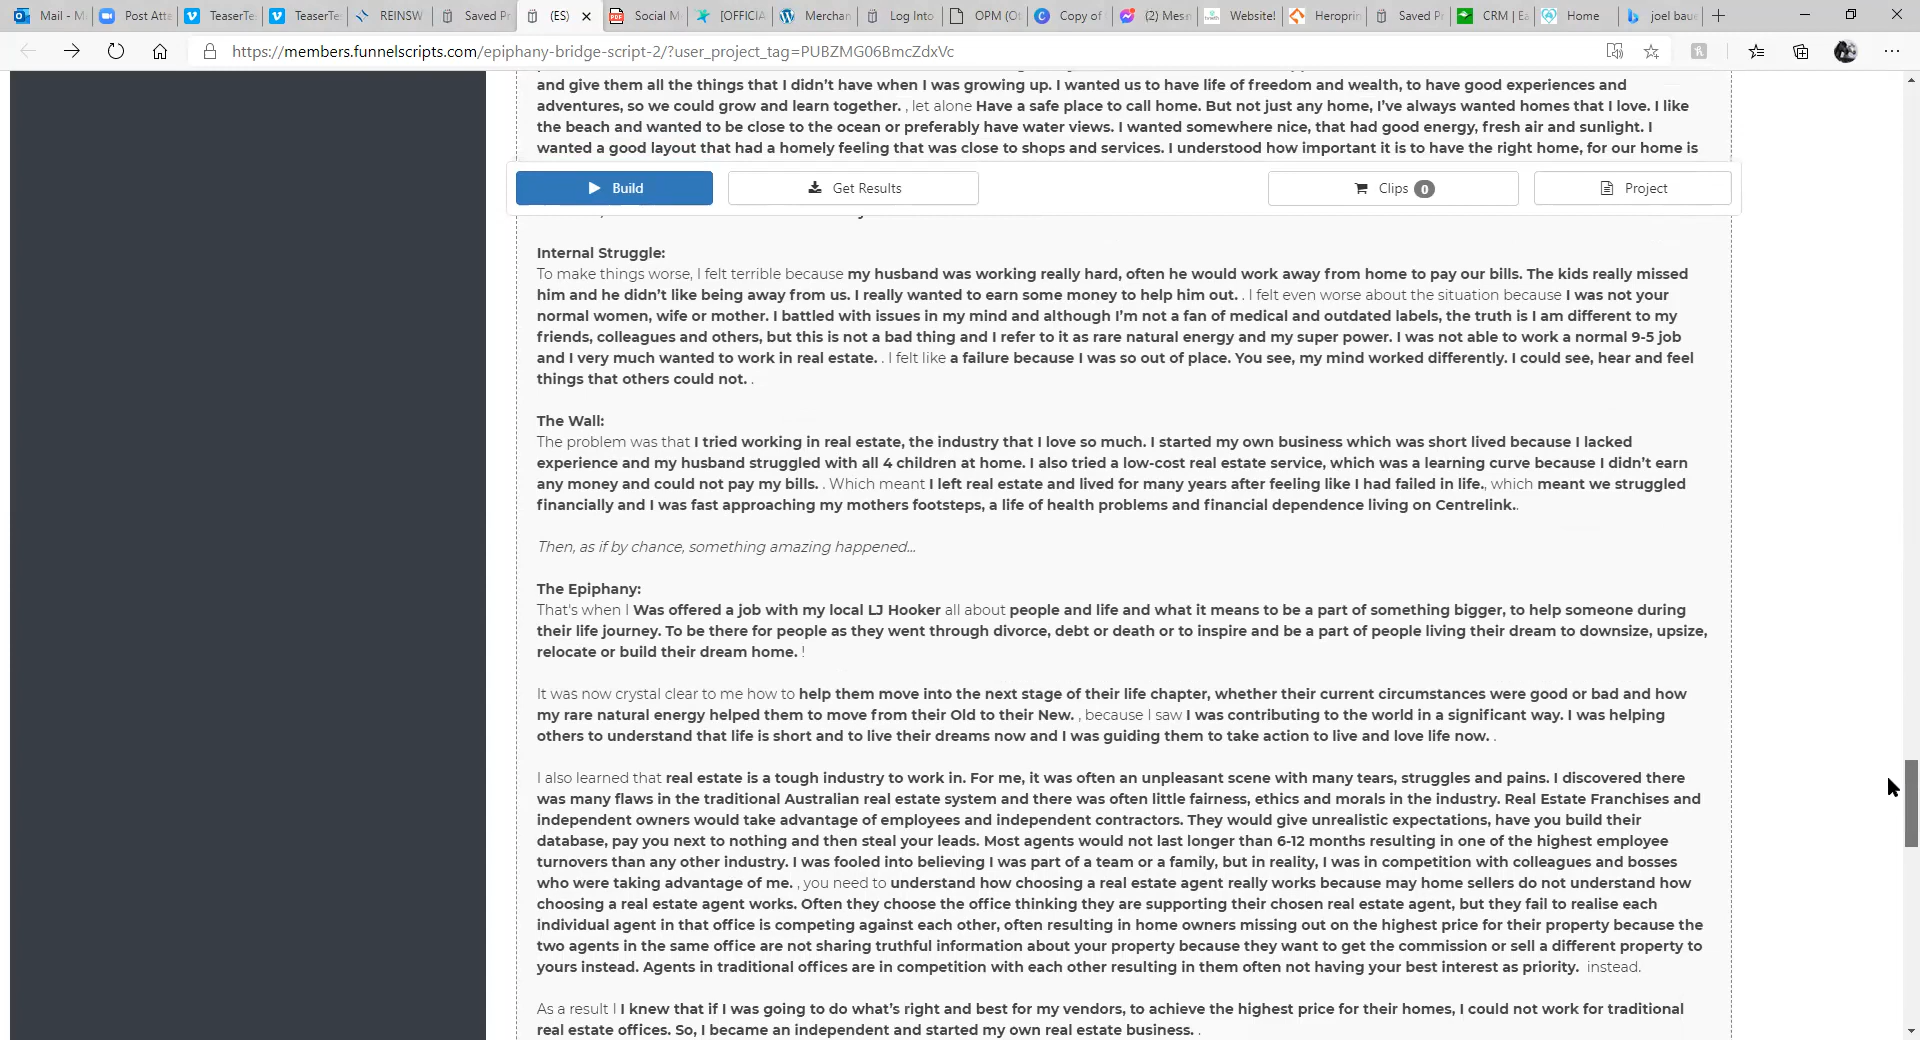 Mail - M
Post Atta
TeaserTe
TeaserTe
REINSW
Saved Pr
(ES)
Social M
[OFFICIA
Merchan
Log Into
OPM (O
Copy of
(2) Mess
Website!
Heroprin
Saved Pr
CRM | Ea
Home
joel baue
https://members.funnelscripts.com/epiphany-bridge-script-2/?user_project_tag=PUBZMG06BmcZdxVc
and give them all the things that I didn't have when I was growing up. I wanted us to have life of freedom and wealth, to have good experiences and
adventures, so we could grow and learn together. , let alone Have a safe place to call home. But not just any home, I've always wanted homes that I love. I like
the beach and wanted to be close to the ocean or preferably have water views. I wanted somewhere nice, that had good energy, fresh air and sunlight. I
wanted a good layout that had a homely feeling that was close to shops and services. I understood how important it is to have the right home, for our home is
Build
Get Results
Clips 0
Project
Internal Struggle:
To make things worse, I felt terrible because my husband was working really hard, often he would work away from home to pay our bills. The kids really missed
him and he didn't like being away from us. I really wanted to earn some money to help him out. . I felt even worse about the situation because I was not your
normal women, wife or mother. I battled with issues in my mind and although I'm not a fan of medical and outdated labels, the truth is I am different to my
friends, colleagues and others, but this is not a bad thing and I refer to it as rare natural energy and my super power. I was not able to work a normal 9-5 job
and I very much wanted to work in real estate. . I felt like a failure because I was so out of place. You see, my mind worked differently. I could see, hear and feel
things that others could not. .
The Wall:
The problem was that I tried working in real estate, the industry that I love so much. I started my own business which was short lived because I lacked
experience and my husband struggled with all 4 children at home. I also tried a low-cost real estate service, which was a learning curve because I didn't earn
any money and could not pay my bills. . Which meant I left real estate and lived for many years after feeling like I had failed in life., which meant we struggled
financially and I was fast approaching my mothers footsteps, a life of health problems and financial dependence living on Centrelink..
Then, as if by chance, something amazing happened...
The Epiphany:
That's when I Was offered a job with my local LJ Hooker all about people and life and what it means to be a part of something bigger, to help someone during
their life journey. To be there for people as they went through divorce, debt or death or to inspire and be a part of people living their dream to downsize, upsize,
relocate or build their dream home. !
It was now crystal clear to me how to help them move into the next stage of their life chapter, whether their current circumstances were good or bad and how
my rare natural energy helped them to move from their Old to their New. , because I saw I was contributing to the world in a significant way. I was helping
others to understand that life is short and to live their dreams now and I was guiding them to take action to live and love life now. .
I also learned that real estate is a tough industry to work in. For me, it was often an unpleasant scene with many tears, struggles and pains. I discovered there
was many flaws in the traditional Australian real estate system and there was often little fairness, ethics and morals in the industry. Real Estate Franchises and
independent owners would take advantage of employees and independent contractors. They would give unrealistic expectations, have you build their
database, pay you next to nothing and then steal your leads. Most agents would not last longer than 6-12 months resulting in one of the highest employee
turnovers than any other industry. I was fooled into believing I was part of a team or a family, but in reality, I was in competition with colleagues and bosses
who were taking advantage of me. , you need to understand how choosing a real estate agent really works because may home sellers do not understand how
choosing a real estate agent works. Often they choose the office thinking they are supporting their chosen real estate agent, but they fail to realise each
individual agent in that office is competing against each other, often resulting in home owners missing out on the highest price for their property because the
two agents in the same office are not sharing truthful information about your property because they want to get the commission or sell a different property to
yours instead. Agents in traditional offices are in competition with each other resulting in them often not having your best interest as priority.  instead.
As a result I I knew that if I was going to do what's right and best for my vendors, to achieve the highest price for their homes, I could not work for traditional
real estate offices. So, I became an independent and started my own real estate business. .